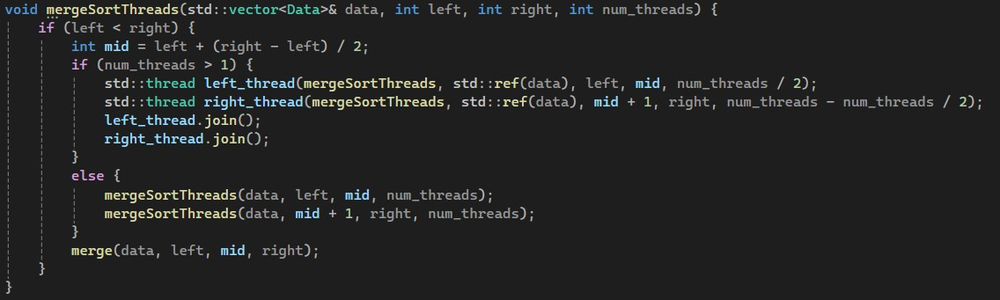 void mergeSortThreads(std::vector<Data>& data, int left, int right, int num_threads) {
    if (left < right) {
        int mid = left + (right - left) / 2;
        if (num_threads > 1) {
            std::thread left_thread(mergeSortThreads, std::ref(data), left, mid, num_threads / 2);
            std::thread right_thread(mergeSortThreads, std::ref(data), mid + 1, right, num_threads - num_threads / 2);
            left_thread.join();
            right_thread.join();
        }
        else {
            mergeSortThreads(data, left, mid, num_threads);
            mergeSortThreads(data, mid + 1, right, num_threads);
        }
        merge(data, left, mid, right);
    }
}